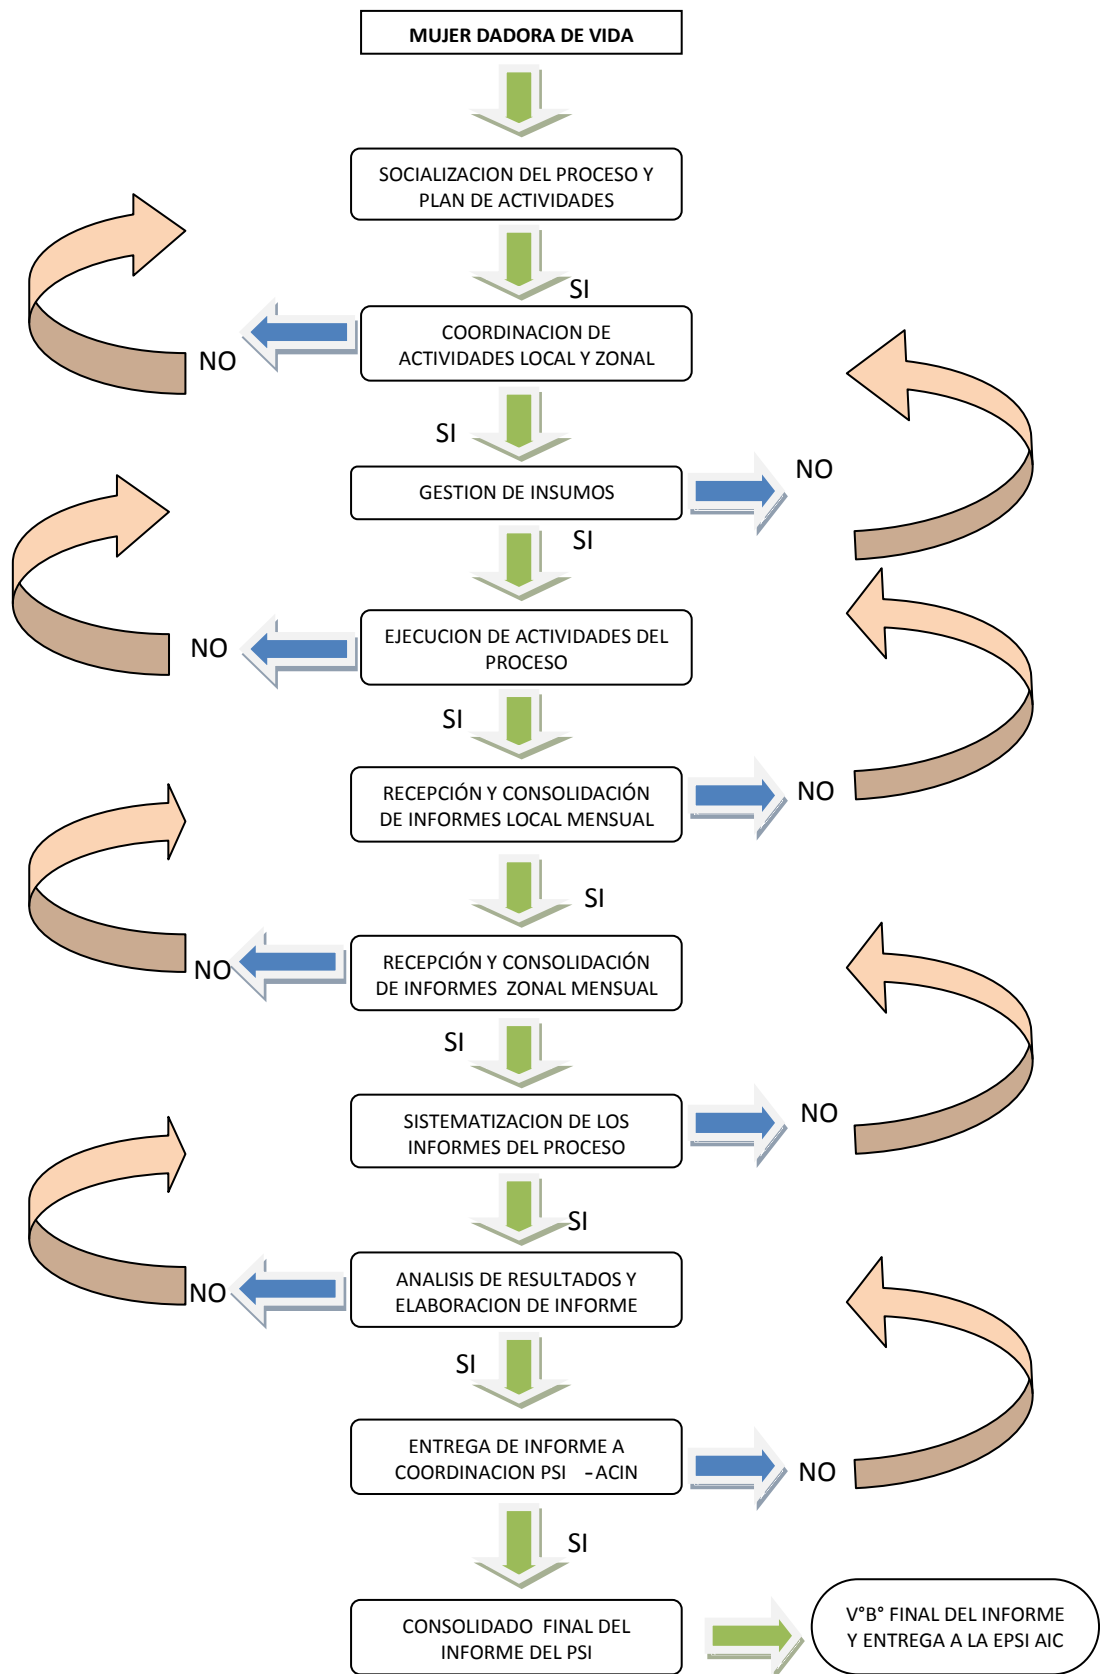 MUJER DADORA DE VIDA
SOCIALIZACION DEL PROCESO Y
PLAN DE ACTIVIDADES
SI
COORDINACION DE
ACTIVIDADES LOCAL Y ZONAL
NO
SI
GESTION DE INSUMOS
NO
SI
EJECUCION DE ACTIVIDADES DEL
PROCESO
NO
SI
RECEPCIÓN Y CONSOLIDACIÓN
DE INFORMES LOCAL MENSUAL
NO
SI
RECEPCIÓN Y CONSOLIDACIÓN
DE INFORMES ZONAL MENSUAL
NO
SI
SISTEMATIZACION DE LOS
INFORMES DEL PROCESO
NO
SI
ANALISIS DE RESULTADOS Y
ELABORACION DE INFORME
NO
SI
ENTREGA DE INFORME A
COORDINACION PSI - ACIN
NO
SI
CONSOLIDADO FINAL DEL
INFORME DEL PSI
V°B° FINAL DEL INFORME
Y ENTREGA A LA EPSI AIC